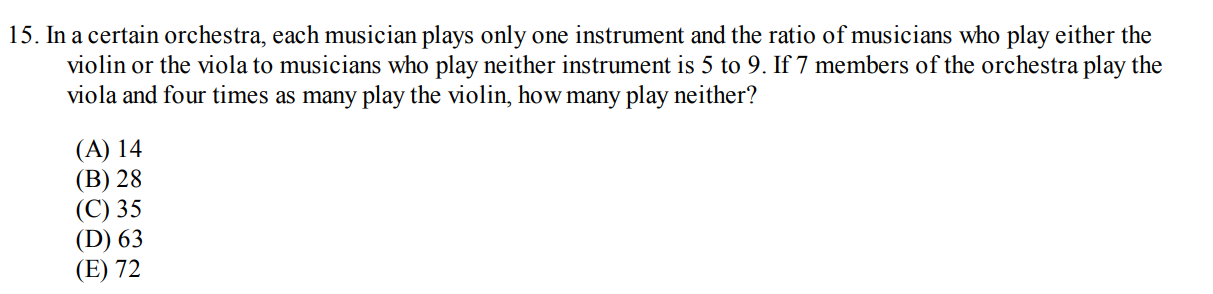 15. In a certain orchestra, each musician plays only one instrument and the ratio of musicians who play either the
violin or the viola to musicians who play neither instrument is 5 to 9. If 7 members of the orchestra play the
viola and four times as many play the violin, how many play neither?
(A) 14
(B) 28
(C) 35
(D) 63
(E) 72